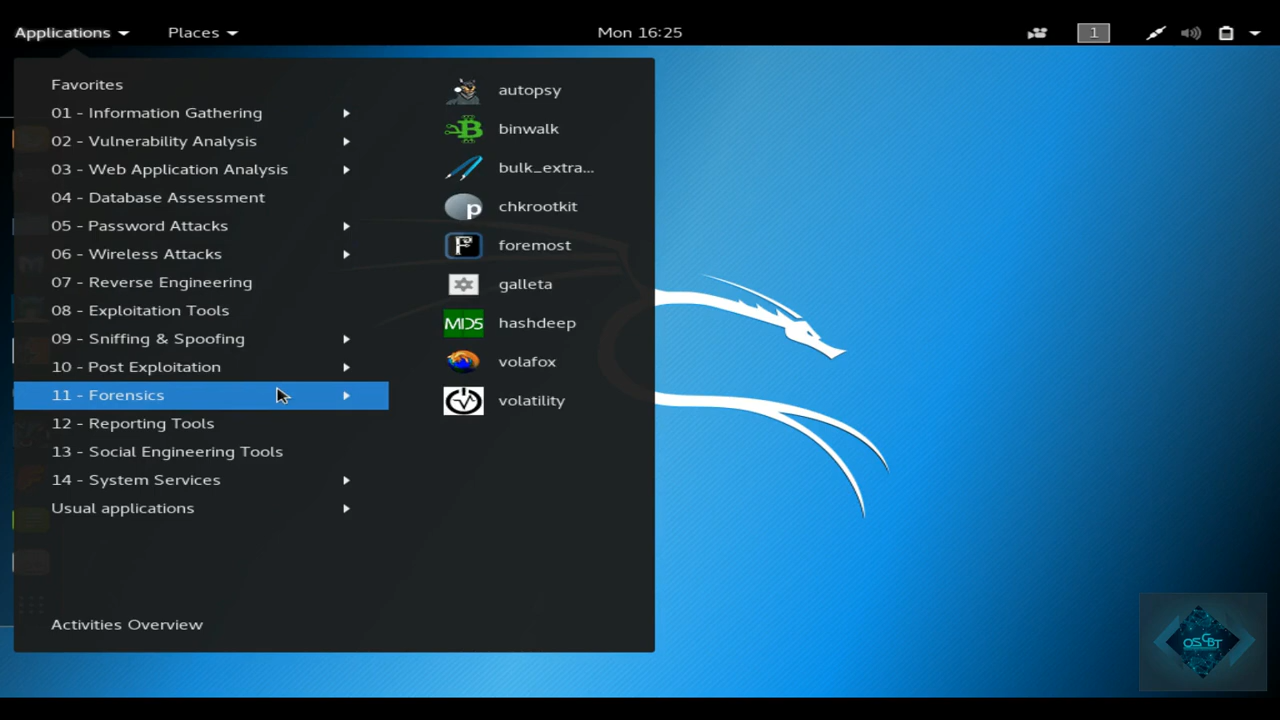 Applications
Places
Mon 16:25
1
Favorites
01 - Information Gathering
02 - Vulnerability Analysis
03 - Web Application Analysis
04 - Database Assessment
05 - Password Attacks
06 - Wireless Attacks
07 - Reverse Engineering
08 - Exploitation Tools
09 - Sniffing & Spoofing
10 - Post Exploitation
11 - Forensics
12 - Reporting Tools
13 - Social Engineering Tools
14 - System Services
Usual applications
Activities Overview
autopsy
binwalk
bulk_extra...
p chkrootkit
F foremost
galleta
MD5 hashdeep
volafox
volatility
OSCBT